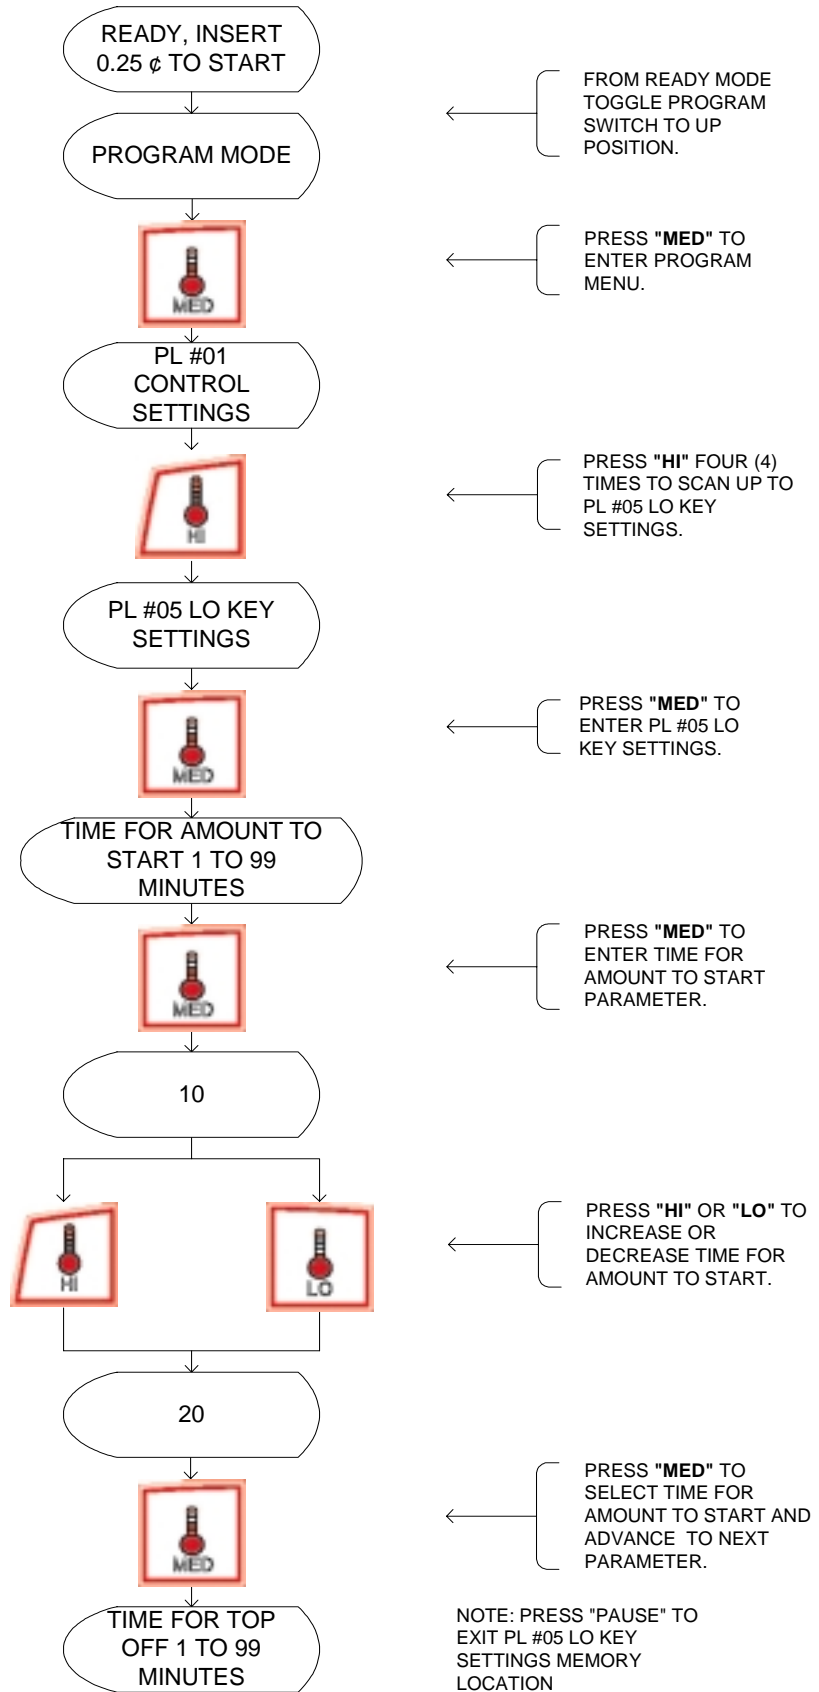 READY, INSERT
0.25 ¢ TO START
FROM READY MODE
TOGGLE PROGRAM
SWITCH TO UP
POSITION.
PROGRAM MODE
MED
PRESS "MED" TO
ENTER PROGRAM
MENU.
PL #01
CONTROL
SETTINGS
HI
PRESS "HI" FOUR (4)
TIMES TO SCAN UP TO
PL #05 LO KEY
SETTINGS.
PL #05 LO KEY
SETTINGS
MED
PRESS "MED" TO
ENTER PL #05 LO
KEY SETTINGS.
TIME FOR AMOUNT TO
START 1 TO 99
MINUTES
MED
PRESS "MED" TO
ENTER TIME FOR
AMOUNT TO START
PARAMETER.
10
HI
LO
PRESS "HI" OR "LO" TO
INCREASE OR
DECREASE TIME FOR
AMOUNT TO START.
20
MED
PRESS "MED" TO
SELECT TIME FOR
AMOUNT TO START AND
ADVANCE TO NEXT
PARAMETER.
TIME FOR TOP
OFF 1 TO 99
MINUTES
NOTE: PRESS "PAUSE" TO
EXIT PL #05 LO KEY
SETTINGS MEMORY
LOCATION